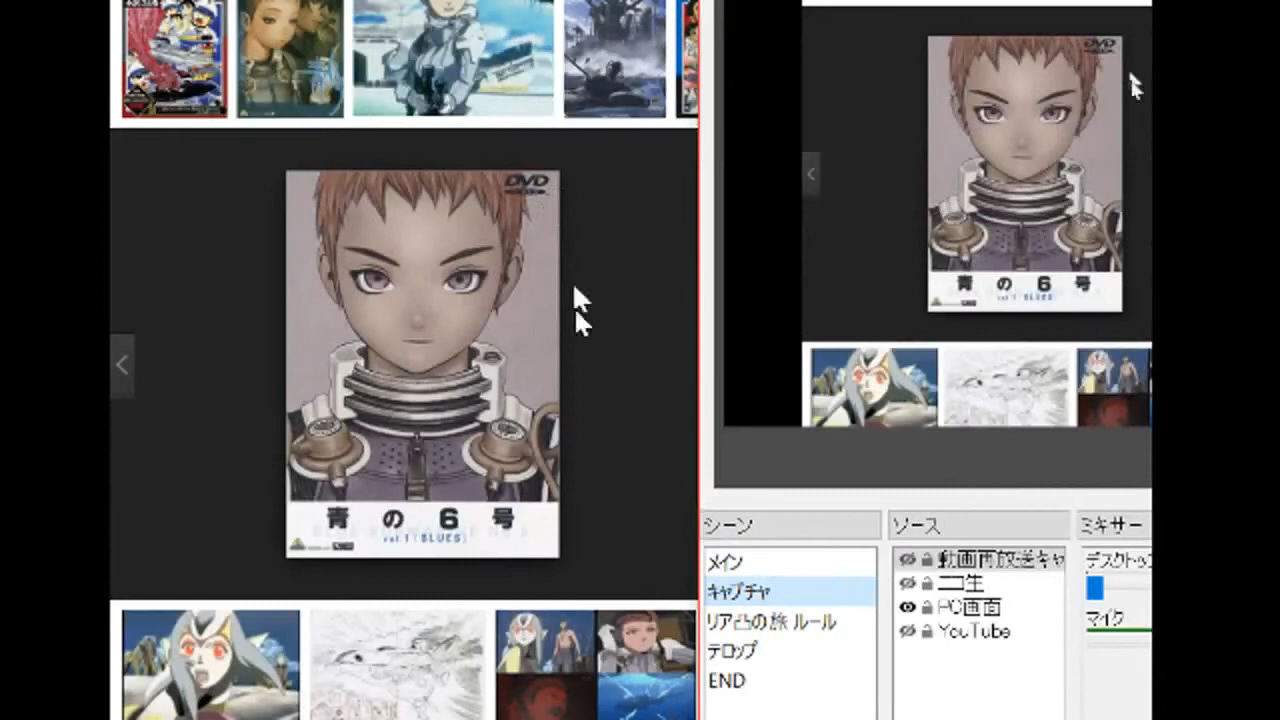 DVD
青の6号
vol.1 [BLUES]
DVD
青の6号
vol.1 [BLUES]
シーン
メイン
キャプチャ
リア凸の旅 ルール
テロップ
END
ソース
動画再放送キャ
ニコ生
PC画面
YouTube
ミキサー
デスクトッ
マイク